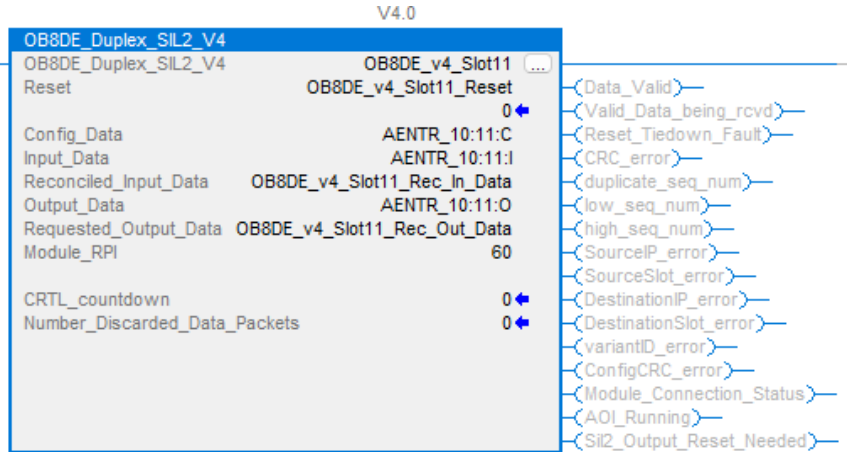 V4.0
OB8DE_Duplex_SIL2_V4
OB8DE_Duplex_SIL2_V4 OB8DE_v4_Slot11 ...
Reset OB8DE_v4_Slot11_Reset Data_Valid
0 Valid_Data_being_rcvd
Config_Data AENTR_10:11:C Reset_Tiedown_Fault
Input_Data AENTR_10:11:I CRC_error
Reconciled_Input_Data OB8DE_v4_Slot11_Rec_In_Data duplicate_seq_num
Output_Data AENTR_10:11:O low_seq_num
Requested_Output_Data OB8DE_v4_Slot11_Rec_Out_Data high_seq_num
Module_RPI 60 SourceIP_error
SourceSlot_error
CRTL_countdown 0 DestinationIP_error
Number_Discarded_Data_Packets 0 DestinationSlot_error
variantID_error
ConfigCRC_error
Module_Connection_Status
AOI_Running
Sil2_Output_Reset_Needed